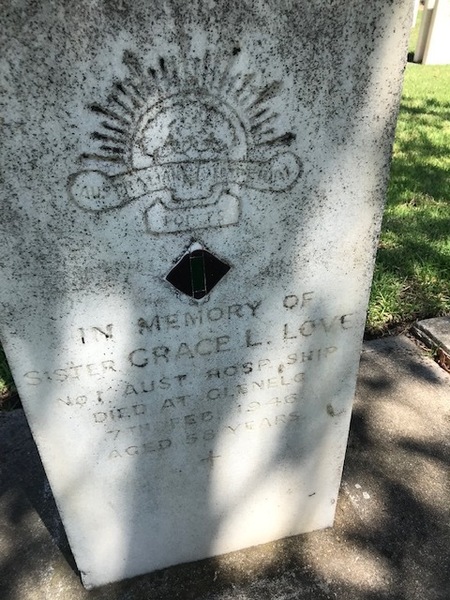 IN MEMORY OF
SISTER GRACE L. LOVE
NO 1 AUST HOSP. SHIP
DIED AT GLENELG
7TH FEB. 1946
AGED 58 YEARS